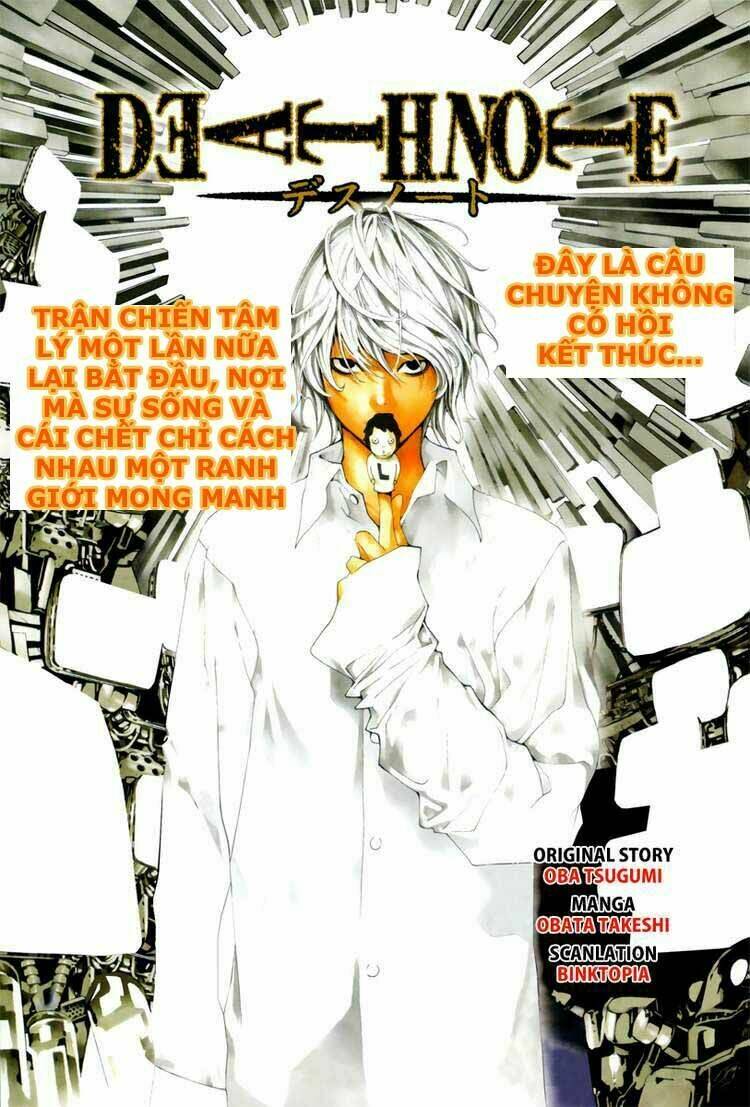 DEATH NOTE
デスノート
ĐÂY LÀ CÂU
CHUYỆN KHÔNG
CÓ HỒI
KẾT THÚC...
TRẬN CHIẾN TÂM
LÝ MỘT LẦN NỮA
LẠI BẮT ĐẦU, NƠI
MÀ SỰ SỐNG VÀ
CÁI CHẾT CHỈ CÁCH
NHAU MỘT RANH
GIỚI MONG MANH
L
ORIGINAL STORY
OBA TSUGUMI
MANGA
OBATA TAKESHI
SCANLATION
BINKTOPIA